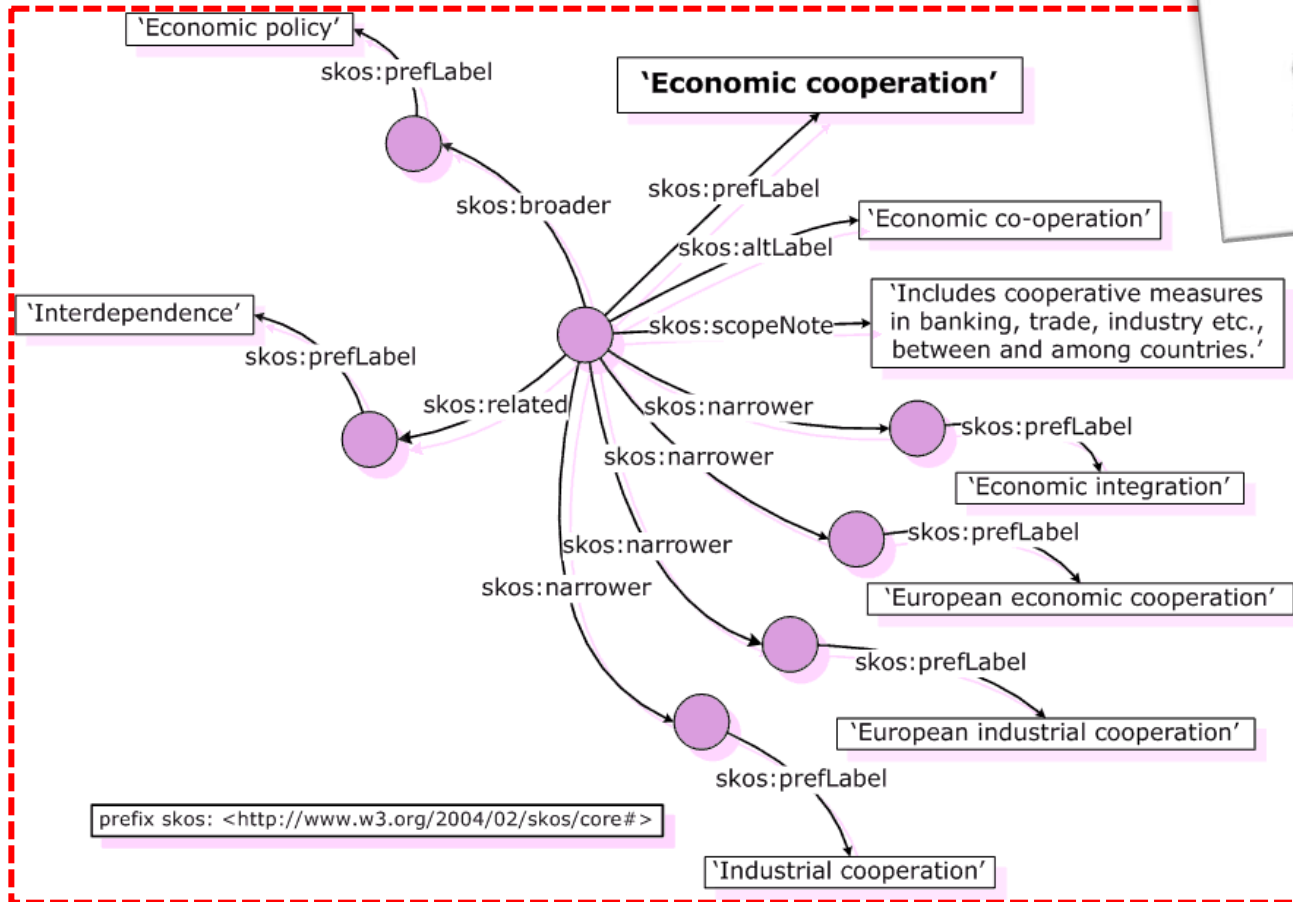 ‘Economic policy’
skos:prefLabel
‘Economic cooperation’
skos:prefLabel
skos:broader
‘Economic co-operation’
skos:altLabel
‘Interdependence’
skos:prefLabel
skos:scopeNote
‘Includes cooperative measures
in banking, trade, industry etc.,
between and among countries.’
skos:related
skos:narrower
skos:prefLabel
‘Economic integration’
skos:narrower
skos:prefLabel
‘European economic cooperation’
skos:narrower
skos:prefLabel
‘European industrial cooperation’
skos:narrower
skos:prefLabel
‘Industrial cooperation’
prefix skos: <http://www.w3.org/2004/02/skos/core#>